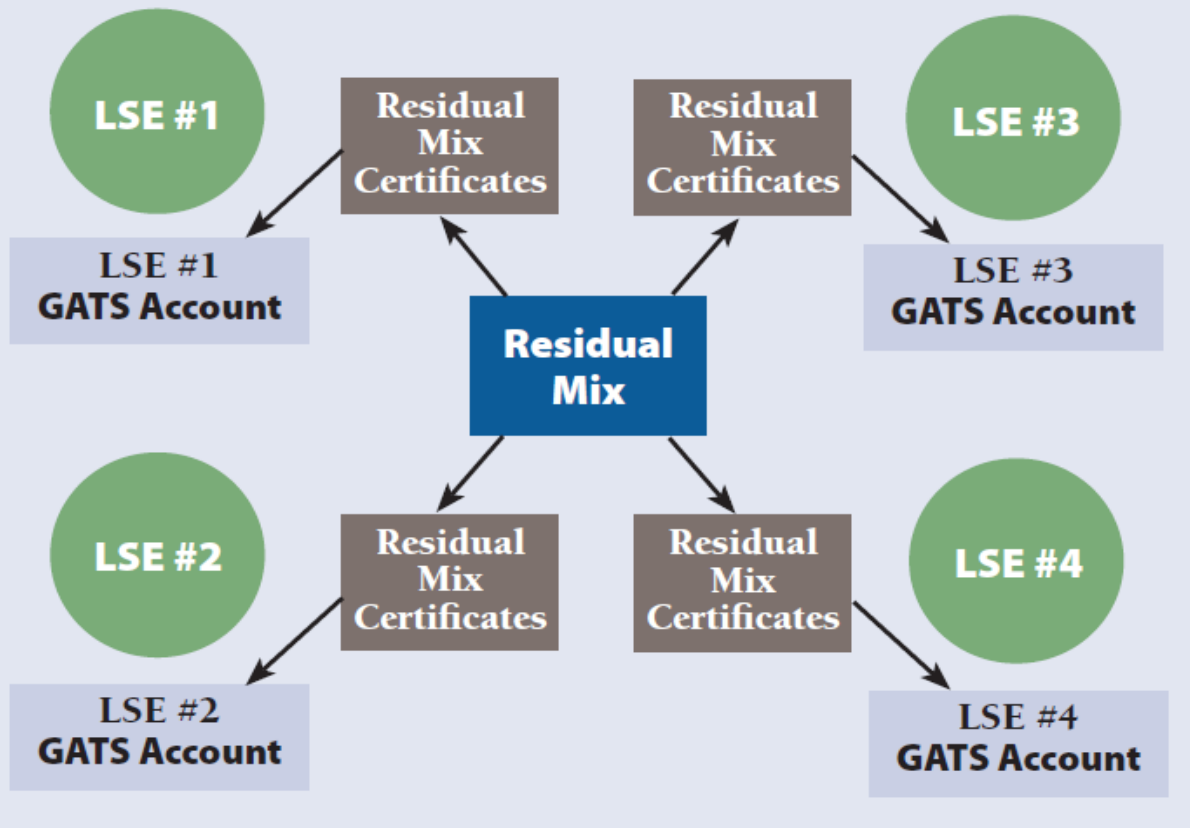 LSE #1
Residual
Mix
Certificates
Residual
Mix
Certificates
LSE #3
LSE #1
GATS Account
LSE #3
GATS Account
Residual
Mix
LSE #2
Residual
Mix
Certificates
Residual
Mix
Certificates
LSE #4
LSE #2
GATS Account
LSE #4
GATS Account